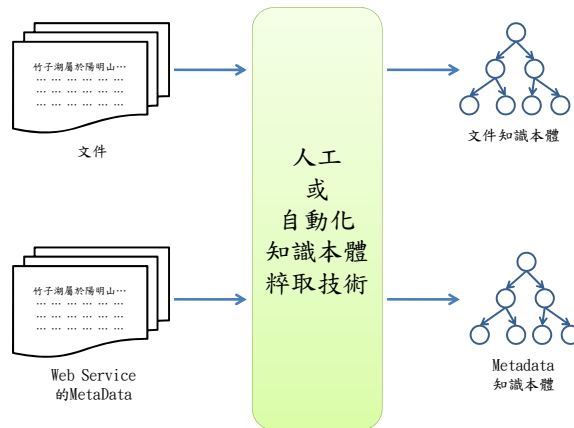 竹子湖屬於陽明山…
… … … … … …
… … … … … …
… … … … … …
文件
人工
或
自動化
知識本體
粹取技術
文件知識本體
竹子湖屬於陽明山…
… … … … … …
… … … … … …
… … … … … …
Web Service
的MetaData
Metadata
知識本體